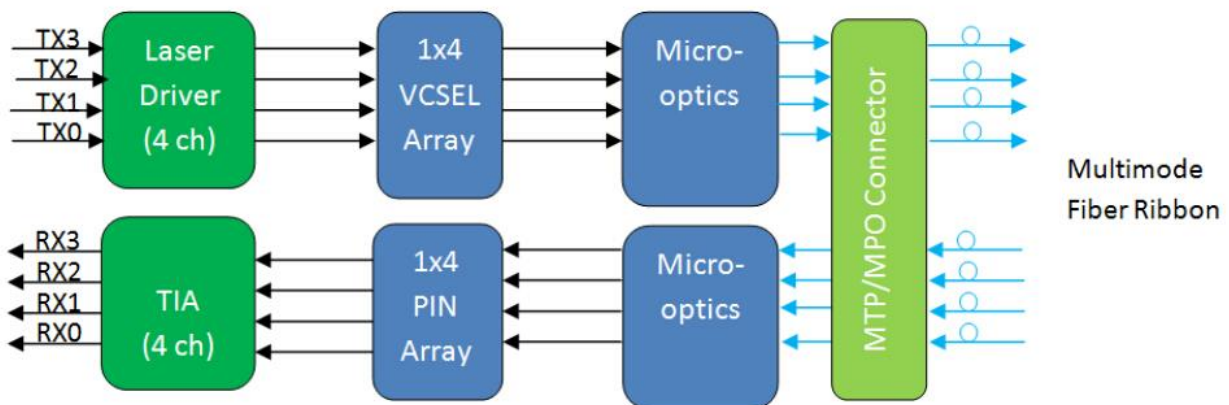 TX3
TX2
TX1
TX0
Laser
Driver
(4 ch)
1x4
VCSEL
Array
Micro-
optics
MTP/MPO Connector
Multimode
Fiber Ribbon
RX3
RX2
RX1
RX0
TIA
(4 ch)
1x4
PIN
Array
Micro-
optics